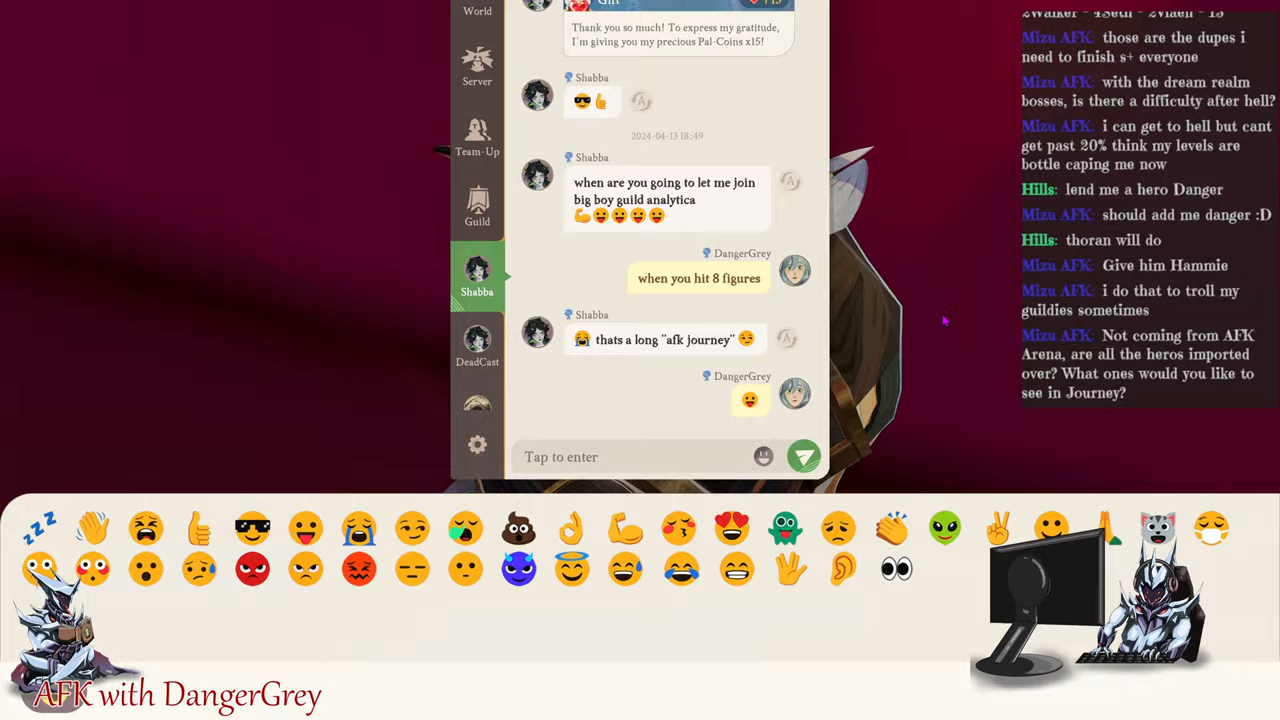 World
Server
Team-Up
Guild
Shabba
DeadCast
Gift
Thank you so much! To express my gratitude,
I'm giving you my precious Pal-Coins x15!
Shabba
😎👍
2024-04-13 18:49
Shabba
when are you going to let me join
big boy guild analytica
💪😛😛😛😛
DangerGrey
when you hit 8 figures
Shabba
😭 thats a long "afk journey" 😏
DangerGrey
😛
Tap to enter
Mizu AFK: those are the dupes i
need to finish s+ everyone
Mizu AFK: with the dream realm
bosses, is there a difficulty after hell?
Mizu AFK: i can get to hell but cant
get past 20% think my levels are
bottle caping me now
Hills: lend me a hero Danger
Mizu AFK: should add me danger :D
Hills: thoran will do
Mizu AFK: Give him Hammie
Mizu AFK: i do that to troll my
guildies sometimes
Mizu AFK: Not coming from AFK
Arena, are all the heros imported
over? What ones would you like to
see in Journey?
AFK with DangerGrey